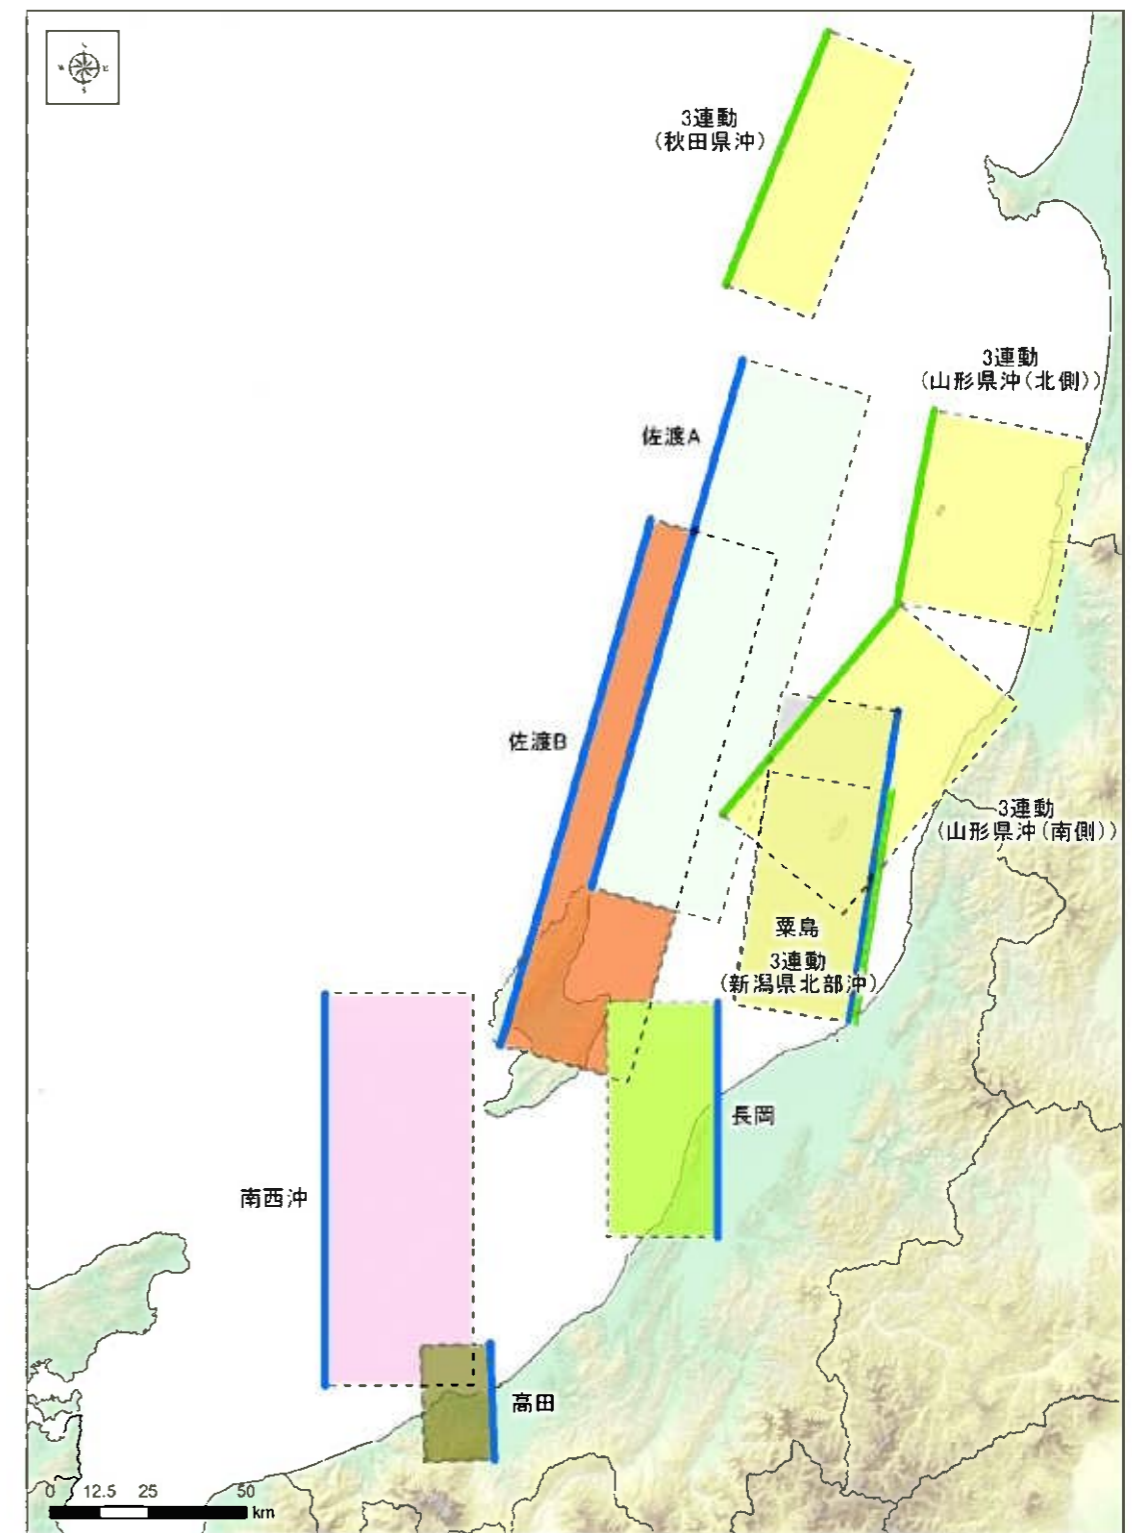 3連動
(秋田県沖)
3連動
(山形県沖(北側))
佐渡A
佐渡B
3連動
(山形県沖(南側))
粟島
3連動
(新潟県北部沖)
長岡
南西沖
高田
0 12.5 25 50
km